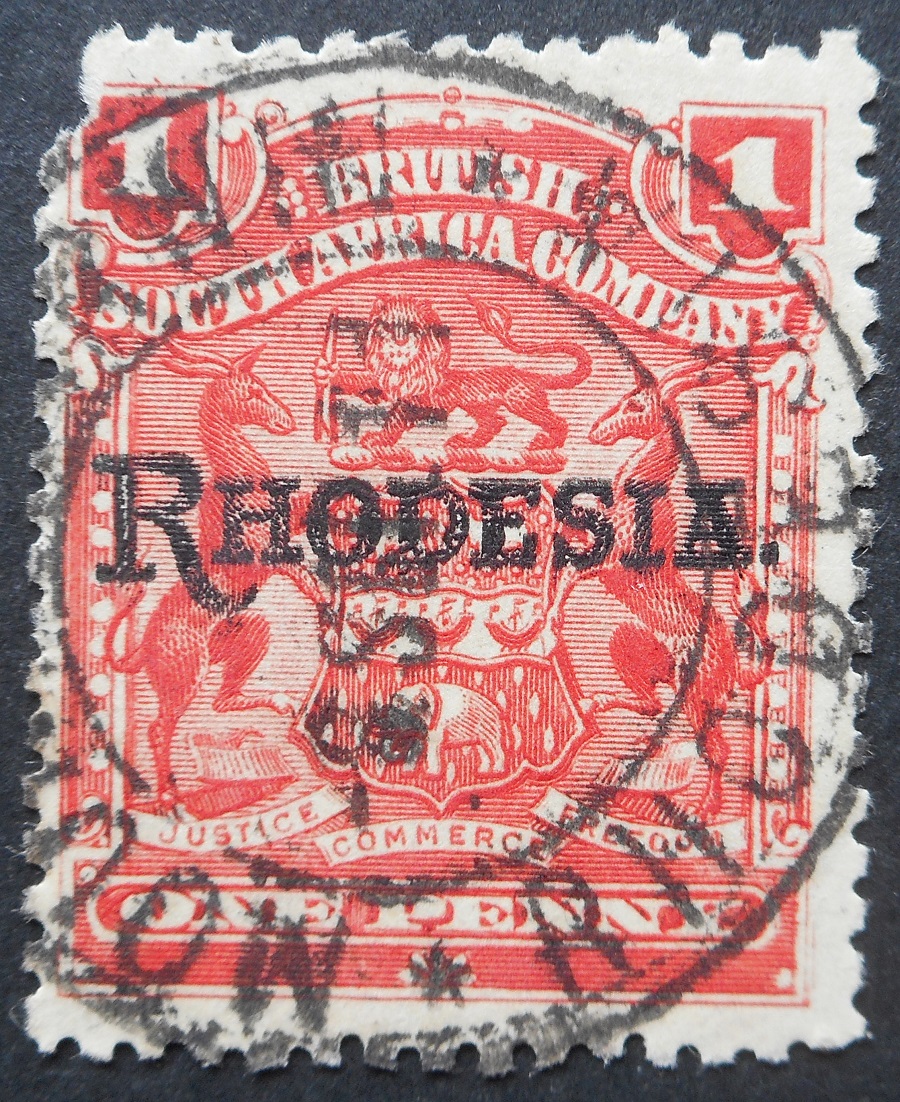 1 1
BRITISH
SOUTH AFRICA COMPANY
RHODESIA.
JUSTICE
COMMERCE
FREEDOM
ONE PENNY